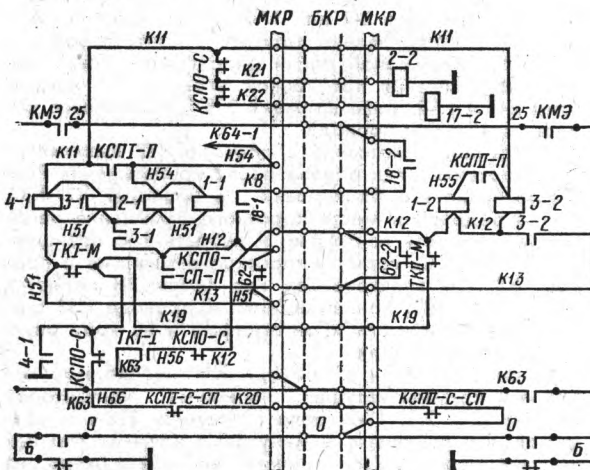 МКР БКР МКР
К11 К11
КСПО-С
К21 2-2
К22 17-2
КМЭ 25 25 КМЭ
К64-1
К11 КСПI-П Н54 Н54
КСПII-П
18-2
Н55
4-1 3-1 2-1 1-1 К8
18-1
1-2 3-2
Н51 Н51
3-1 Н12 К12 К12 3-2
ТКI-М КСПО-СП-П
62-1 62-2 ТКII-М
Н51 К13 Н51 К13
К19 К19
4-1 КСПО-С ТКТ-I КСПО-С
К63 Н56 К12
К63
К63 Н66 КСПI-С-СП К20 КСПII-С-СП
О О О
Б Б